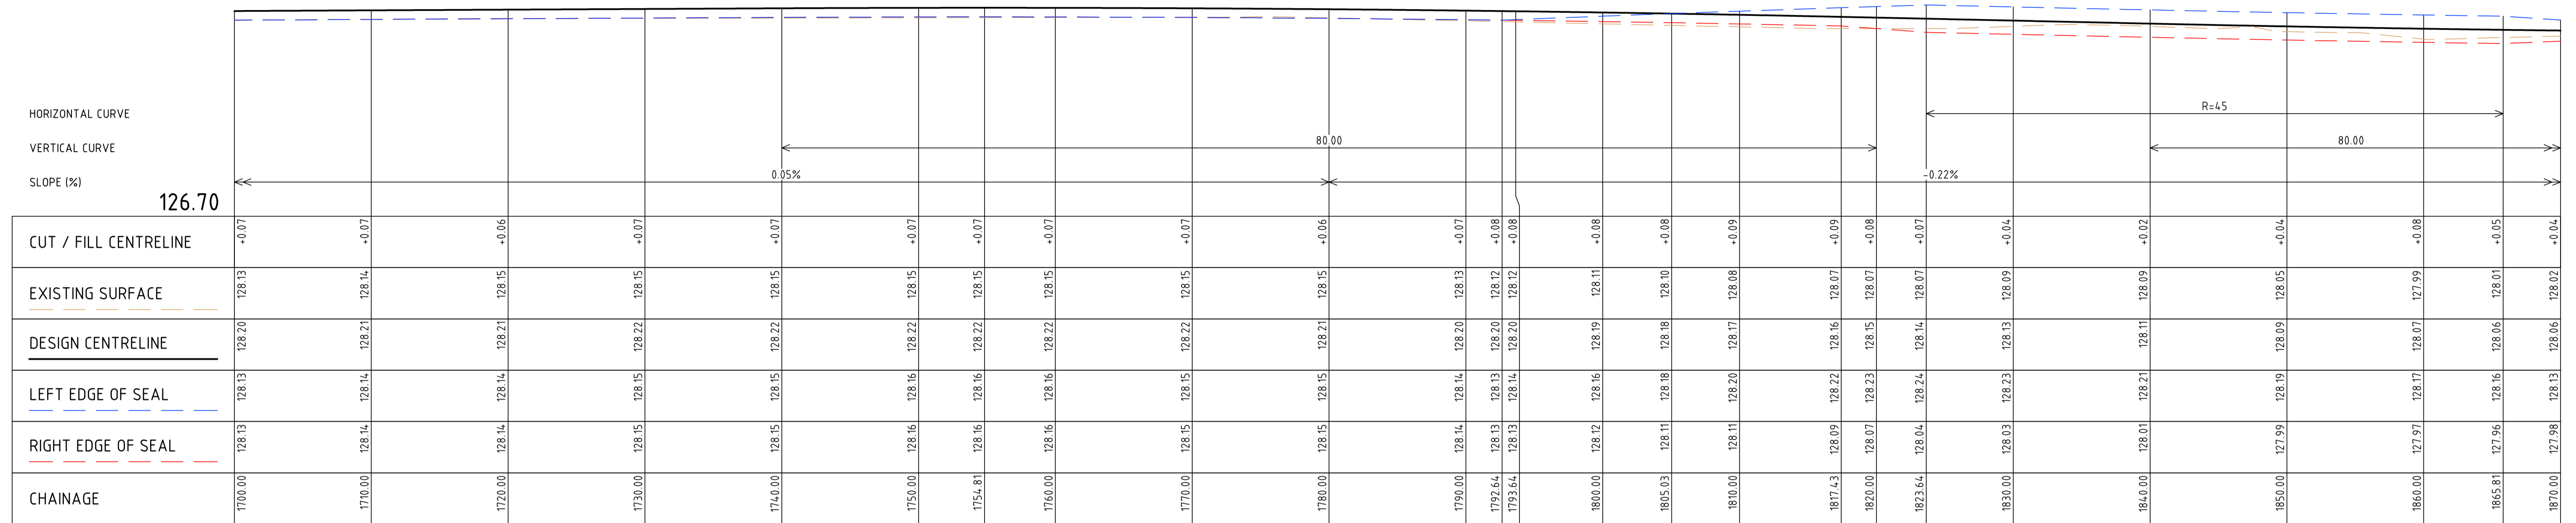 HORIZONTAL CURVE R=45
VERTICAL CURVE 80.00 80.00
SLOPE (%) 0.05% -0.22%
126.70
CUT / FILL CENTRELINE +0.07 +0.07 +0.06 +0.07 +0.07 +0.07 +0.07 +0.07 +0.07 +0.06 +0.07 +0.08 +0.08 +0.08 +0.08 +0.09 +0.09 +0.08 +0.07 +0.04 +0.02 +0.04 +0.08 +0.05 +0.04
EXISTING SURFACE 128.13 128.14 128.15 128.15 128.15 128.15 128.15 128.15 128.15 128.15 128.13 128.12 128.12 128.11 128.10 128.08 128.07 128.07 128.07 128.09 128.09 128.05 127.99 128.01 128.02
DESIGN CENTRELINE 128.20 128.21 128.21 128.22 128.22 128.22 128.22 128.22 128.22 128.21 128.20 128.20 128.20 128.19 128.18 128.17 128.16 128.15 128.14 128.13 128.11 128.09 128.07 128.06 128.06
LEFT EDGE OF SEAL 128.13 128.14 128.14 128.15 128.15 128.16 128.16 128.16 128.15 128.15 128.14 128.13 128.14 128.16 128.18 128.20 128.22 128.23 128.24 128.23 128.21 128.19 128.17 128.16 128.13
RIGHT EDGE OF SEAL 128.13 128.14 128.14 128.15 128.15 128.16 128.16 128.16 128.15 128.15 128.14 128.13 128.13 128.12 128.11 128.11 128.09 128.07 128.04 128.03 128.01 127.99 127.97 127.96 127.98
CHAINAGE 1700.00 1710.00 1720.00 1730.00 1740.00 1750.00 1754.81 1760.00 1770.00 1780.00 1790.00 1792.64 1793.64 1800.00 1805.03 1810.00 1817.43 1820.00 1823.64 1830.00 1840.00 1850.00 1860.00 1865.81 1870.00